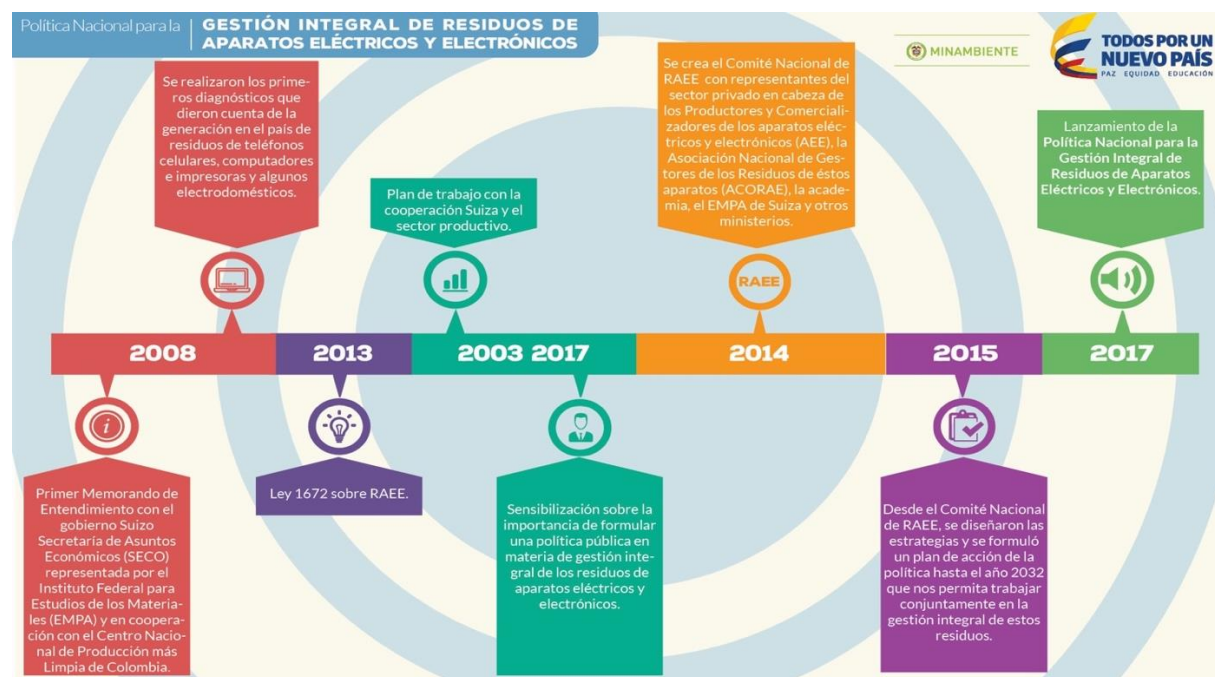 Política Nacional para la
GESTIÓN INTEGRAL DE RESIDUOS DE
APARATOS ELÉCTRICOS Y ELECTRÓNICOS
MINAMBIENTE
TODOS POR UN
NUEVO PAÍS
PAZ EQUIDAD EDUCACIÓN
Se realizaron los prime-
ros diagnósticos que
dieron cuenta de la
generación en el país de
residuos de teléfonos
celulares, computadores
e impresoras y algunos
electrodomésticos.
Plan de trabajo con la
cooperación Suiza y el
sector productivo.
Se crea el Comité Nacional de
RAEE con representantes del
sector privado en cabeza de
los Productores y Comerciali-
zadores de los aparatos eléc-
tricos y electrónicos (AEE), la
Asociación Nacional de Ges-
tores de los Residuos de éstos
aparatos (ACORAE), la acade-
mia, el EMPA de Suiza y otros
ministerios.
Lanzamiento de la
Política Nacional para la
Gestión Integral de
Residuos de Aparatos
Eléctricos y Electrónicos.
RAEE
2008
2013
2003 2017
2014
2015
2017
i
Primer Memorando de
Entendimiento con el
gobierno Suizo
Secretaría de Asuntos
Económicos (SECO)
representada por el
Instituto Federal para
Estudios de los Materia-
les (EMPA) y en coopera-
ción con el Centro Nacio-
nal de Producción más
Limpia de Colombia.
Ley 1672 sobre RAEE.
Sensibilización sobre la
importancia de formular
una política pública en
materia de gestión inte-
gral de los residuos de
aparatos eléctricos y
electrónicos.
Desde el Comité Nacional
de RAEE, se diseñaron las
estrategias y se formuló
un plan de acción de la
política hasta el año 2032
que nos permita trabajar
conjuntamente en la
gestión integral de estos
residuos.